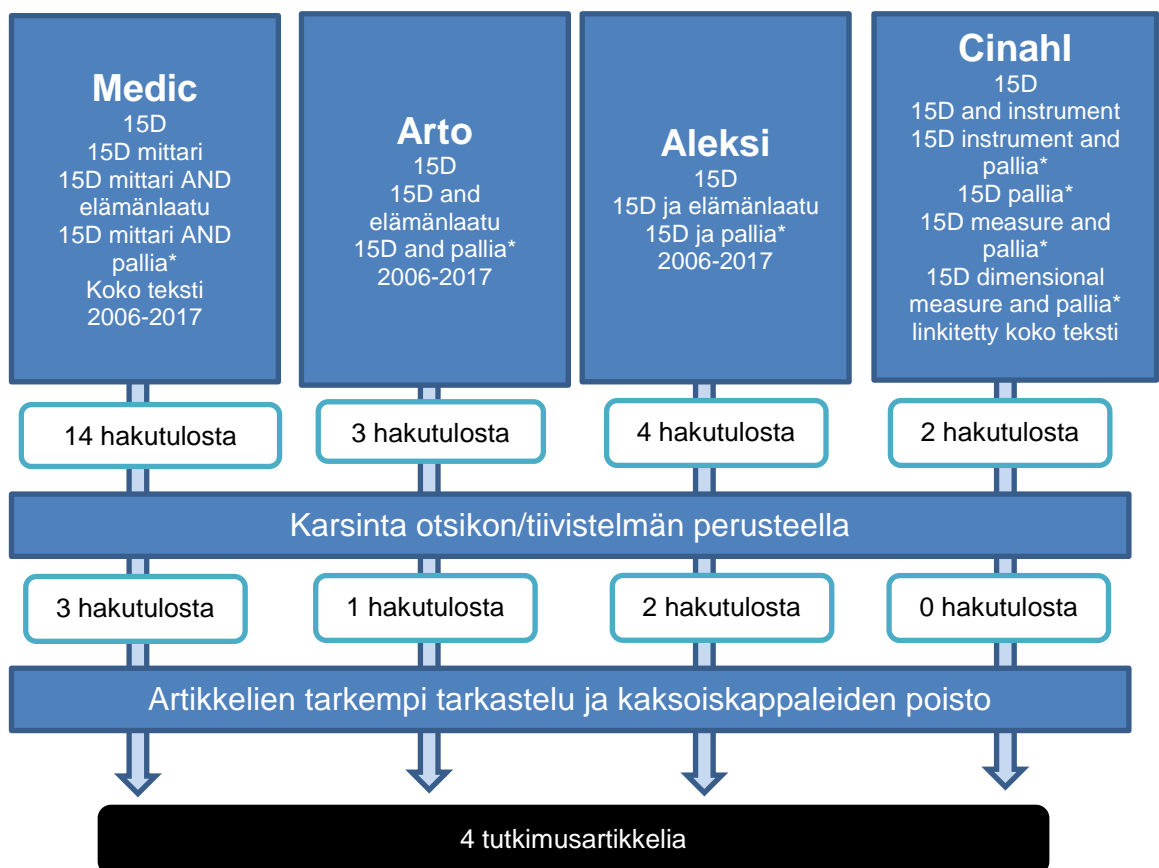 Medic
15D
15D mittari
15D mittari AND
elämänlaatu
15D mittari AND
pallia*
Koko teksti
2006-2017
Arto
15D
15D and
elämänlaatu
15D and pallia*
2006-2017
Aleksi
15D
15D ja elämänlaatu
15D ja pallia*
2006-2017
Cinahl
15D
15D and instrument
15D instrument and
pallia*
15D pallia*
15D measure and
pallia*
15D dimensional
measure and pallia*
linkitetty koko teksti
14 hakutulosta
3 hakutulosta
4 hakutulosta
2 hakutulosta
Karsinta otsikon/tiivistelmän perusteella
3 hakutulosta
1 hakutulosta
2 hakutulosta
0 hakutulosta
Artikkelien tarkempi tarkastelu ja kaksoiskappaleiden poisto
4 tutkimusartikkelia